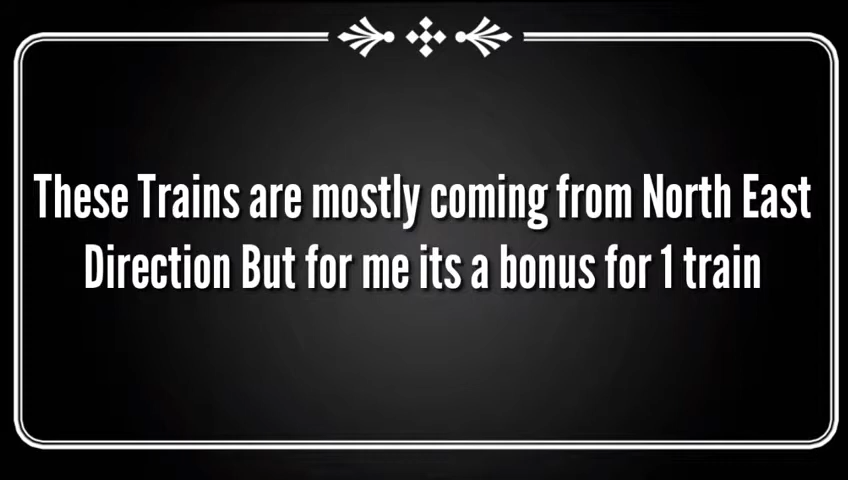 These Trains are mostly coming from North East
Direction But for me its a bonus for 1 train